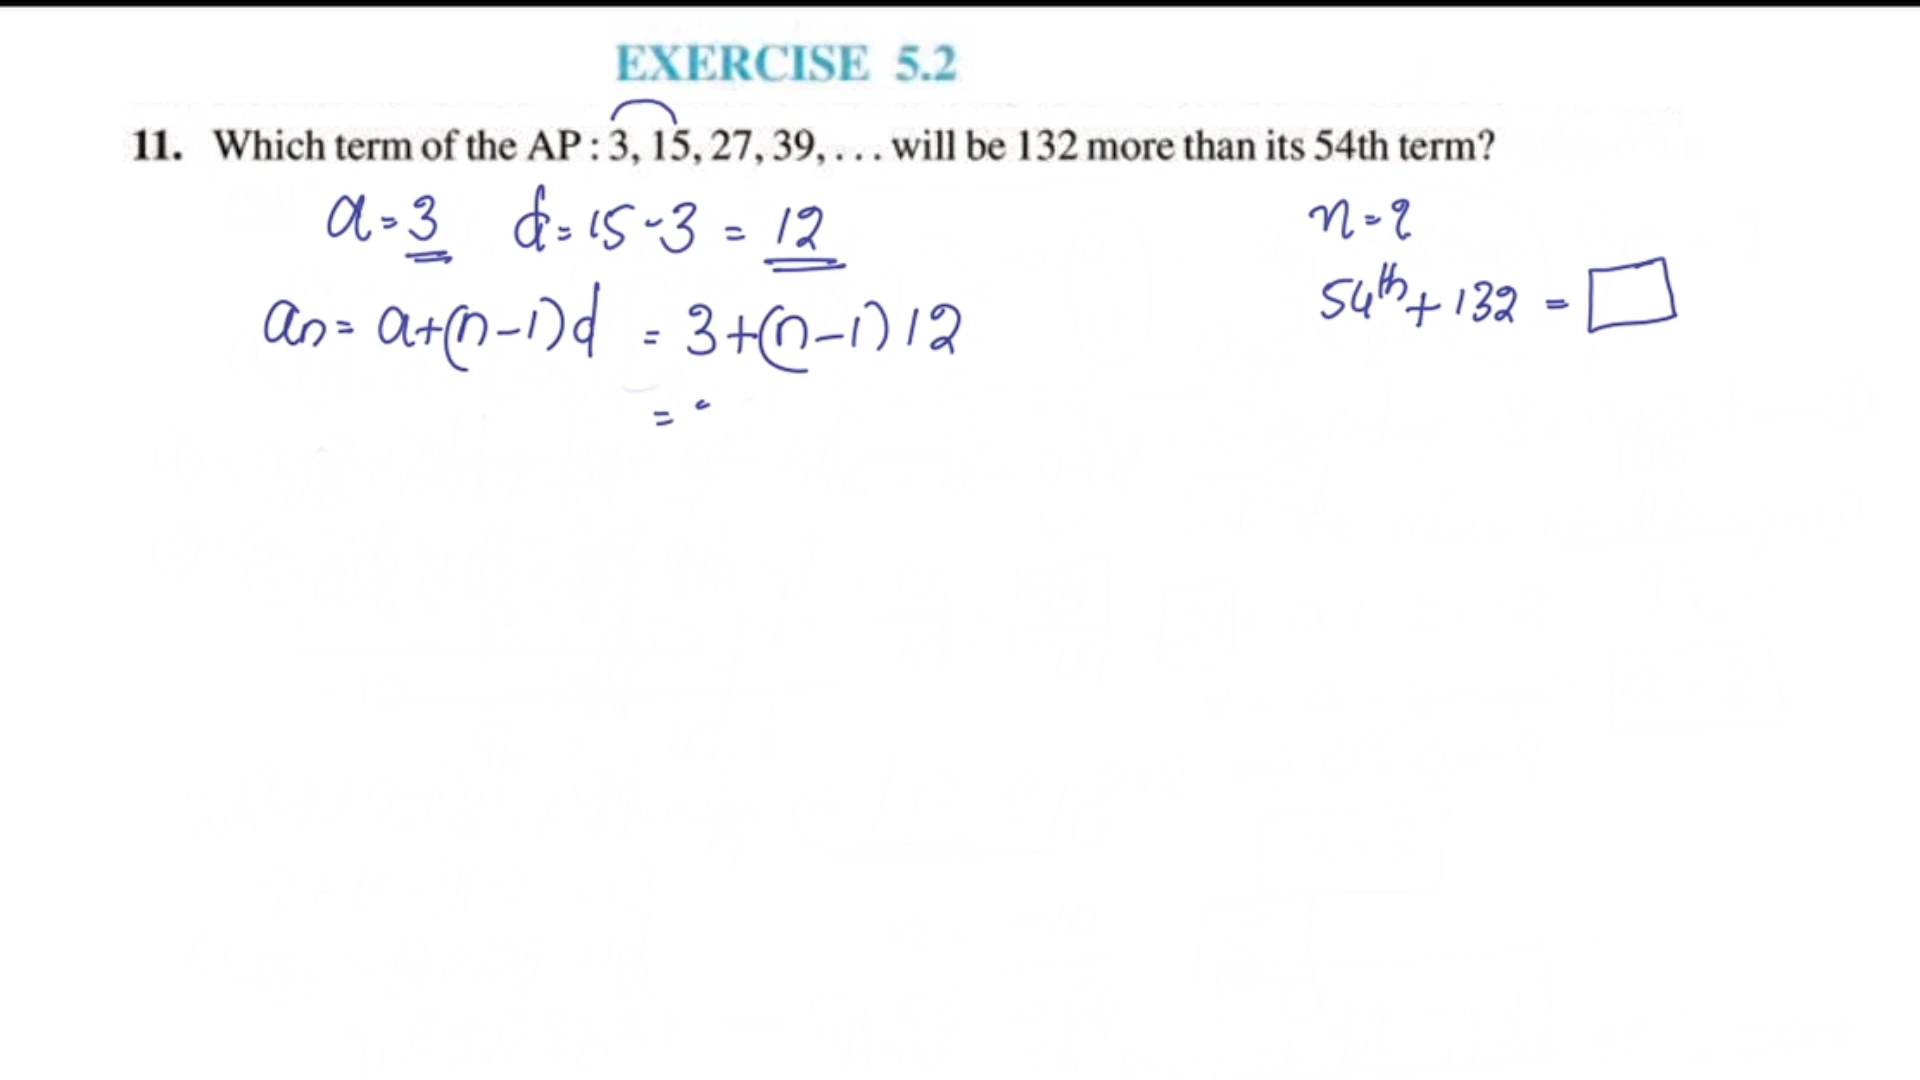 EXERCISE 5.2
11. Which term of the AP : 3, 15, 27, 39, . . . will be 132 more than its 54th term?
a = 3 d = 15 - 3 = 12
n = ?
54th + 132 =
an = a+(n-1)d = 3+(n-1)12
=